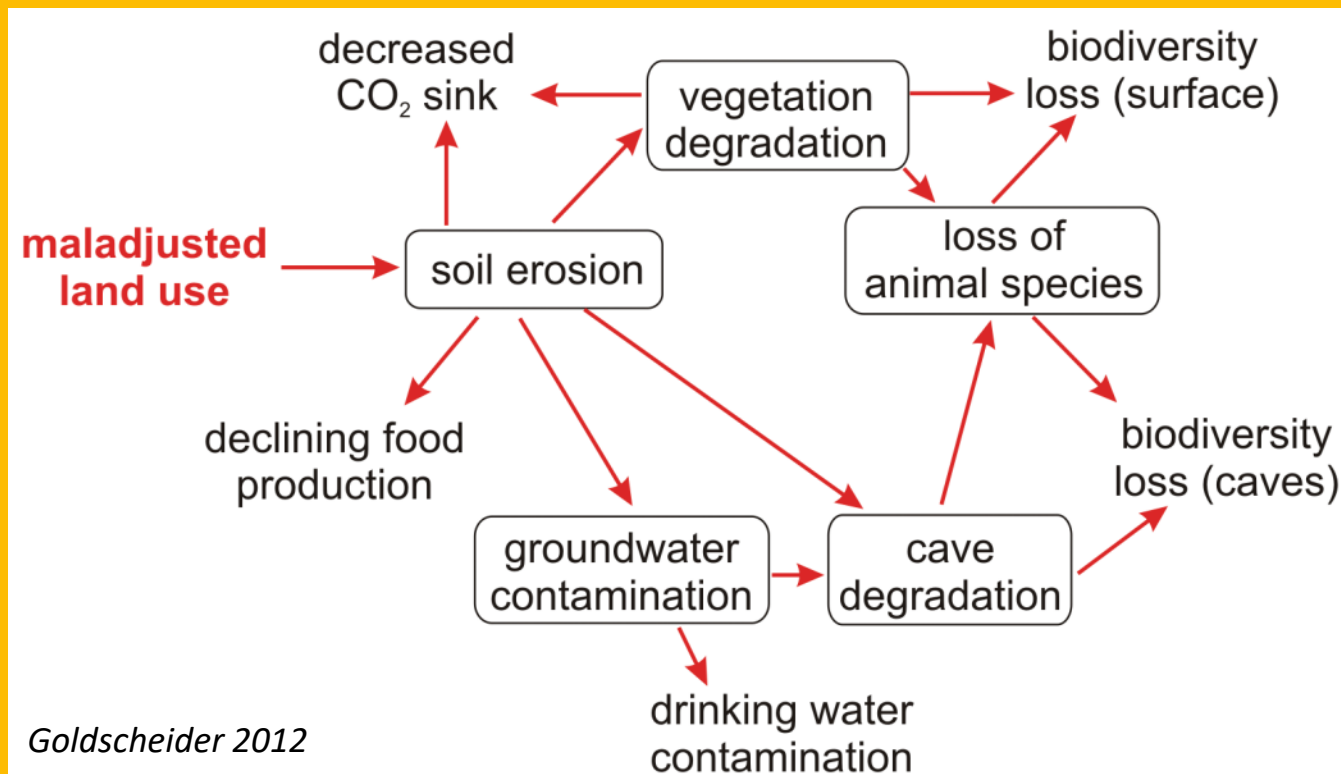 decreased
CO₂ sink
vegetation
degradation
biodiversity
loss (surface)
maladjusted
land use
soil erosion
loss of
animal species
declining food
production
biodiversity
loss (caves)
groundwater
contamination
cave
degradation
drinking water
contamination
Goldscheider 2012